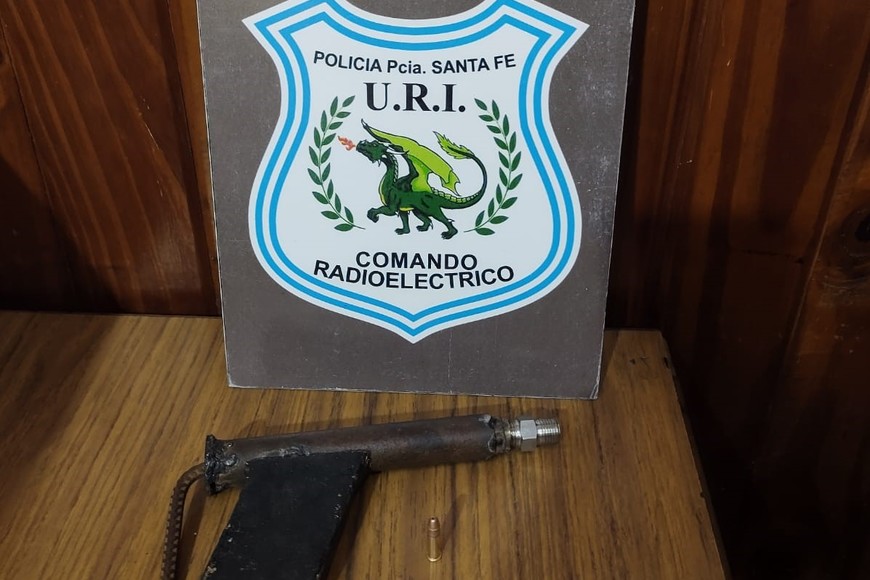 POLICIA Pcia. SANTA FE
U.R.I.
COMANDO
RADIOELECTRICO